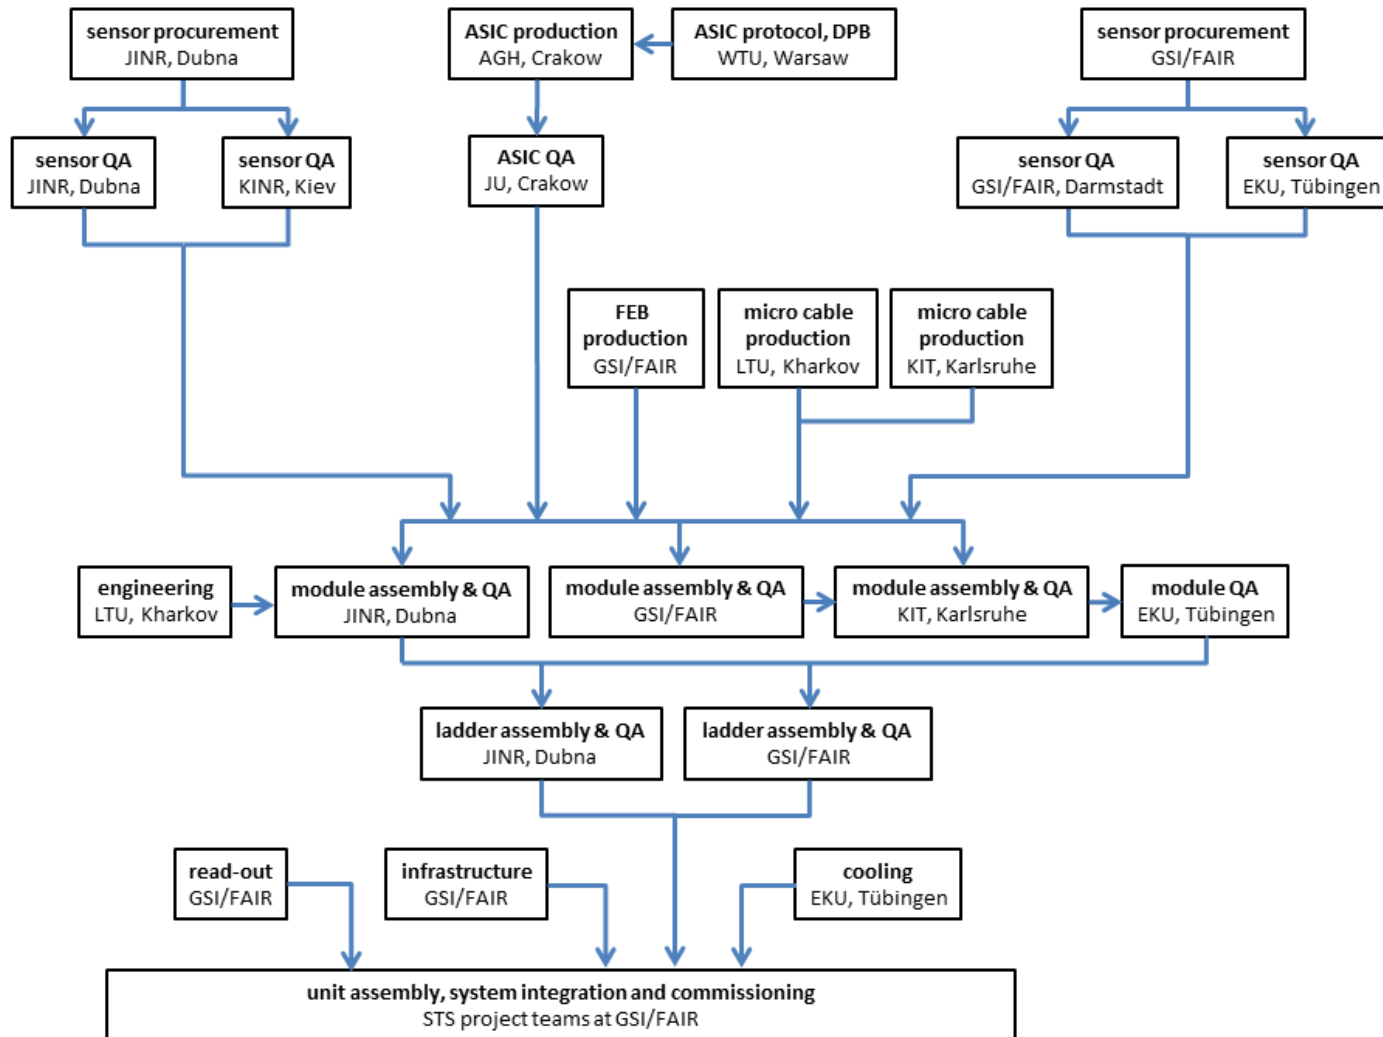 sensor procurement
JINR, Dubna
ASIC production
AGH, Crakow
ASIC protocol, DPB
WTU, Warsaw
sensor procurement
GSI/FAIR
sensor QA
JINR, Dubna
sensor QA
KINR, Kiev
ASIC QA
JU, Crakow
sensor QA
GSI/FAIR, Darmstadt
sensor QA
EKU, Tübingen
FEB
production
GSI/FAIR
micro cable
production
LTU, Kharkov
micro cable
production
KIT, Karlsruhe
engineering
LTU, Kharkov
module assembly & QA
JINR, Dubna
module assembly & QA
GSI/FAIR
module assembly & QA
KIT, Karlsruhe
module QA
EKU, Tübingen
ladder assembly & QA
JINR, Dubna
ladder assembly & QA
GSI/FAIR
read-out
GSI/FAIR
infrastructure
GSI/FAIR
cooling
EKU, Tübingen
unit assembly, system integration and commissioning
STS project teams at GSI/FAIR